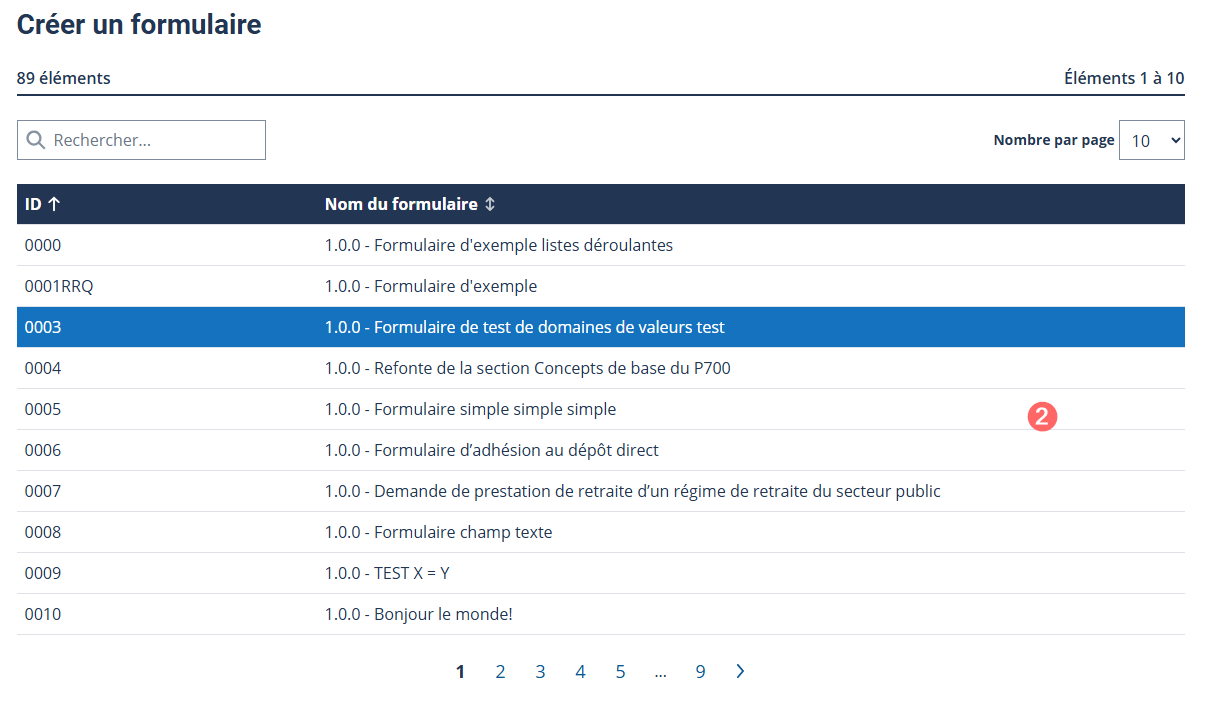 Créer un formulaire
89 éléments Éléments 1 à 10
Rechercher... Nombre par page 10
ID Nom du formulaire
0000 1.0.0 - Formulaire d'exemple listes déroulantes
0001RRQ 1.0.0 - Formulaire d'exemple
0003 1.0.0 - Formulaire de test de domaines de valeurs test
0004 1.0.0 - Refonte de la section Concepts de base du P700
0005 1.0.0 - Formulaire simple simple simple
2
0006 1.0.0 - Formulaire d’adhésion au dépôt direct
0007 1.0.0 - Demande de prestation de retraite d’un régime de retraite du secteur public
0008 1.0.0 - Formulaire champ texte
0009 1.0.0 - TEST X = Y
0010 1.0.0 - Bonjour le monde!
1 2 3 4 5 ... 9